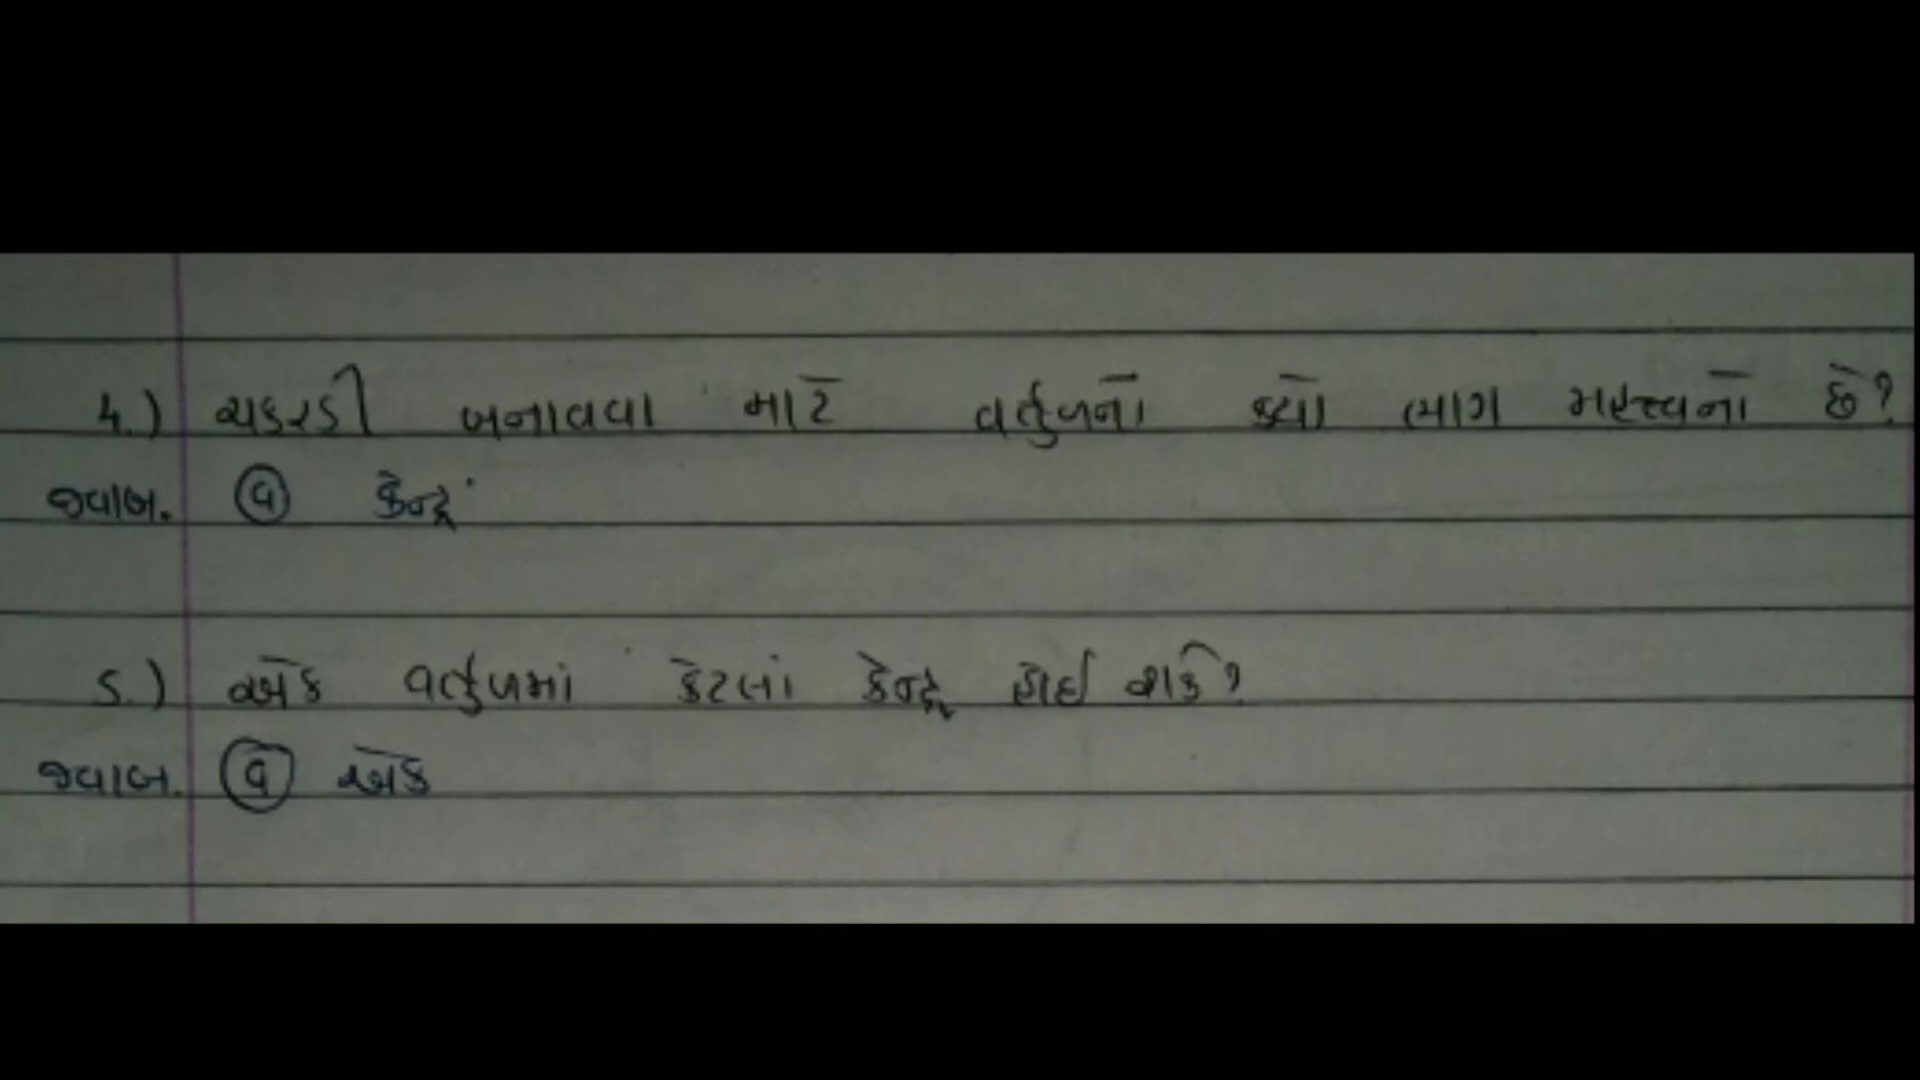 4.) ચકરડી બનાવવા માટે વર્તુળનો ક્યો ભાગ મહત્ત્વનો છે?
જવાબ. (વ) કેન્દ્ર
5.) એક વર્તુળમાં કેટલાં કેન્દ્ર હોઈ શકે?
જવાબ. (વ) એક